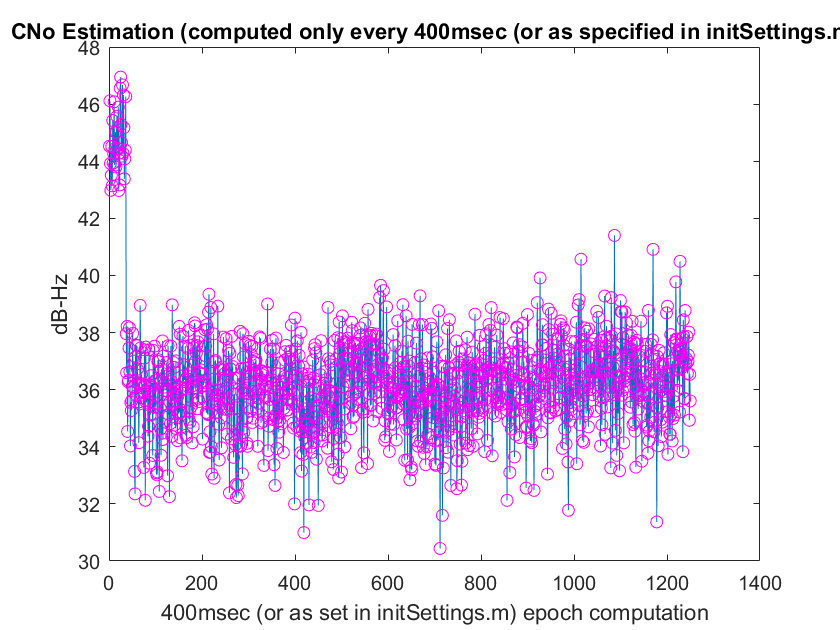 CNo Estimation (computed only every 400msec (or as specified in initSettings.m
48
46
44
42
40
38
36
34
32
30
dB-Hz
0 200 400 600 800 1000 1200 1400
400msec (or as set in initSettings.m) epoch computation